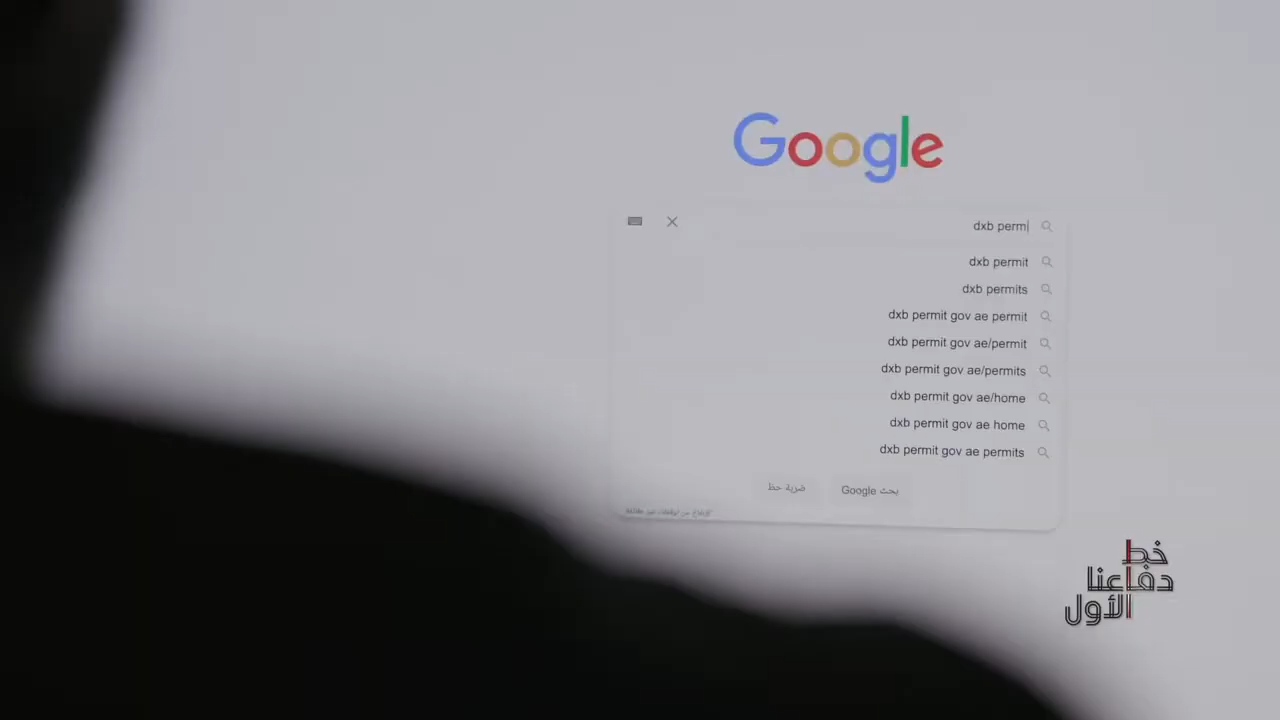 Google
dxb perm
dxb permit
dxb permits
dxb permit gov ae permit
dxb permit gov ae/permit
dxb permit gov ae/permits
dxb permit gov ae/home
dxb permit gov ae home
dxb permit gov ae permits
بحث Google
ضربة حظ
خط
دفاعنا
الأول